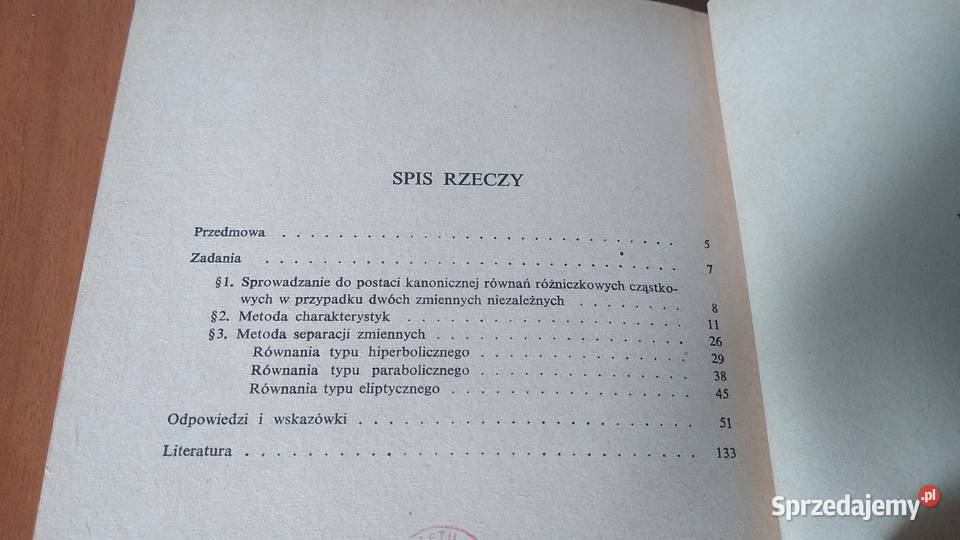 SPIS RZECZY
Przedmowa . . . . . . . . . . . . . . . . . . . . . . . . . . . . 5
Zadania . . . . . . . . . . . . . . . . . . . . . . . . . . . . . 7
§1. Sprowadzanie do postaci kanonicznej równań różniczkowych cząstko-
wych w przypadku dwóch zmiennych niezależnych . . . . . . . 8
§2. Metoda charakterystyk . . . . . . . . . . . . . . . . . . . . 11
§3. Metoda separacji zmiennych . . . . . . . . . . . . . . . . . . 26
Równania typu hiperbolicznego . . . . . . . . . . . . . . . 29
Równania typu parabolicznego . . . . . . . . . . . . . . . 38
Równania typu eliptycznego . . . . . . . . . . . . . . . . . 45
Odpowiedzi i wskazówki . . . . . . . . . . . . . . . . . . . . . . 51
Literatura . . . . . . . . . . . . . . . . . . . . . . . . . . . . 133
Sprzedajemy.pl